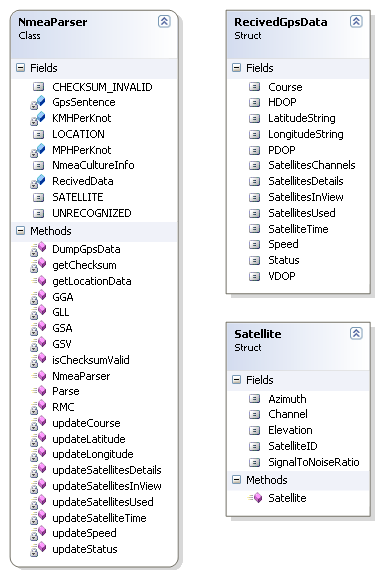 NmeaParser
Class
Fields
CHECKSUM_INVALID
GpsSentence
KMHPerKnot
LOCATION
MPHPerKnot
NmeaCultureInfo
RecivedData
SATELLITE
UNRECOGNIZED
Methods
DumpGpsData
getChecksum
getLocationData
GGA
GLL
GSA
GSV
isChecksumValid
NmeaParser
Parse
RMC
updateCourse
updateLatitude
updateLongitude
updateSatellitesDetails
updateSatellitesInView
updateSatellitesUsed
updateSatelliteTime
updateSpeed
updateStatus
RecivedGpsData
Struct
Fields
Course
HDOP
LatitudeString
LongitudeString
PDOP
SatellitesChannels
SatellitesDetails
SatellitesInView
SatellitesUsed
SatelliteTime
Speed
Status
VDOP
Satellite
Struct
Fields
Azimuth
Channel
Elevation
SatelliteID
SignalToNoiseRatio
Methods
Satellite